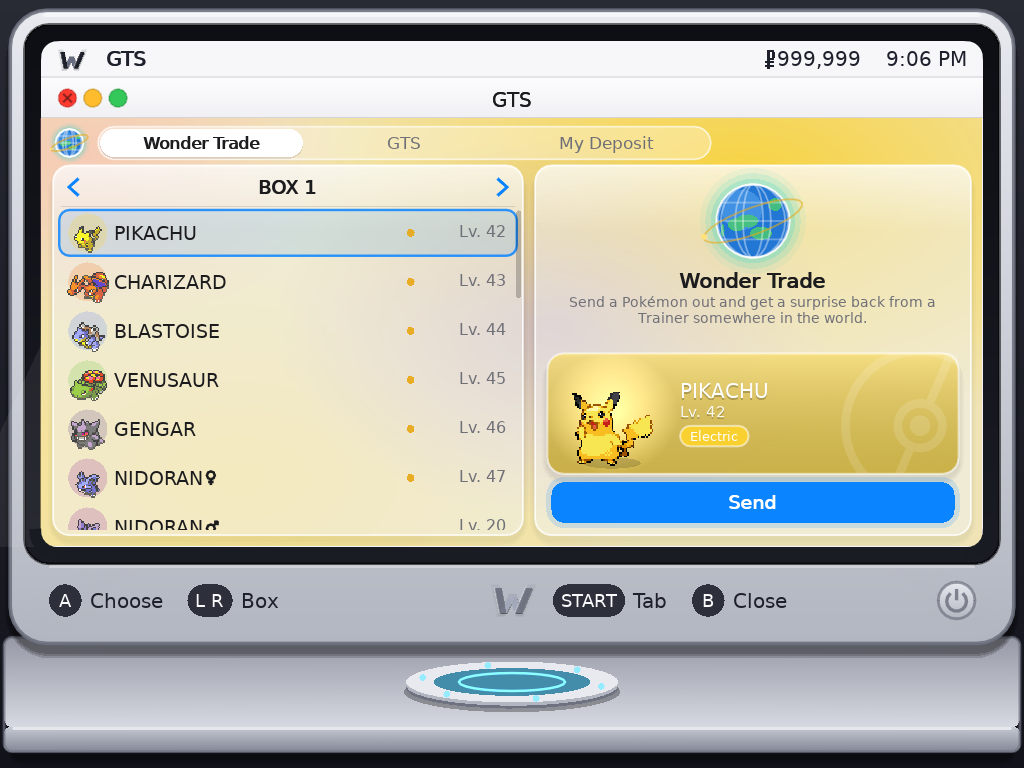 W GTS ₽999,999 9:06 PM
GTS
Wonder Trade GTS My Deposit
BOX 1
PIKACHU Lv. 42
CHARIZARD Lv. 43
BLASTOISE Lv. 44
VENUSAUR Lv. 45
GENGAR Lv. 46
NIDORAN♀ Lv. 47
NIDORAN♂ Lv. 20
Wonder Trade
Send a Pokémon out and get a surprise back from a
Trainer somewhere in the world.
PIKACHU
Lv. 42
Electric
Send
A Choose L R Box W START Tab B Close